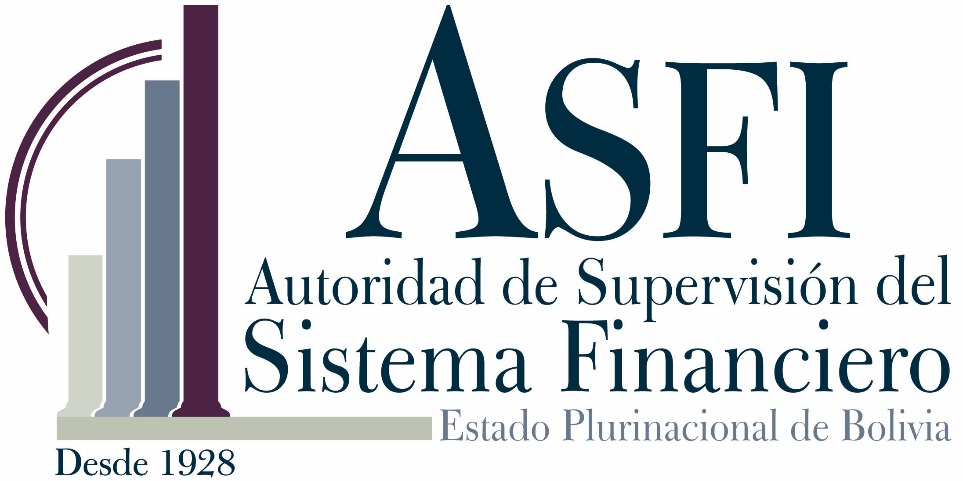 ASFI
Autoridad de Supervisión del
Sistema Financiero
Estado Plurinacional de Bolivia
Desde 1928